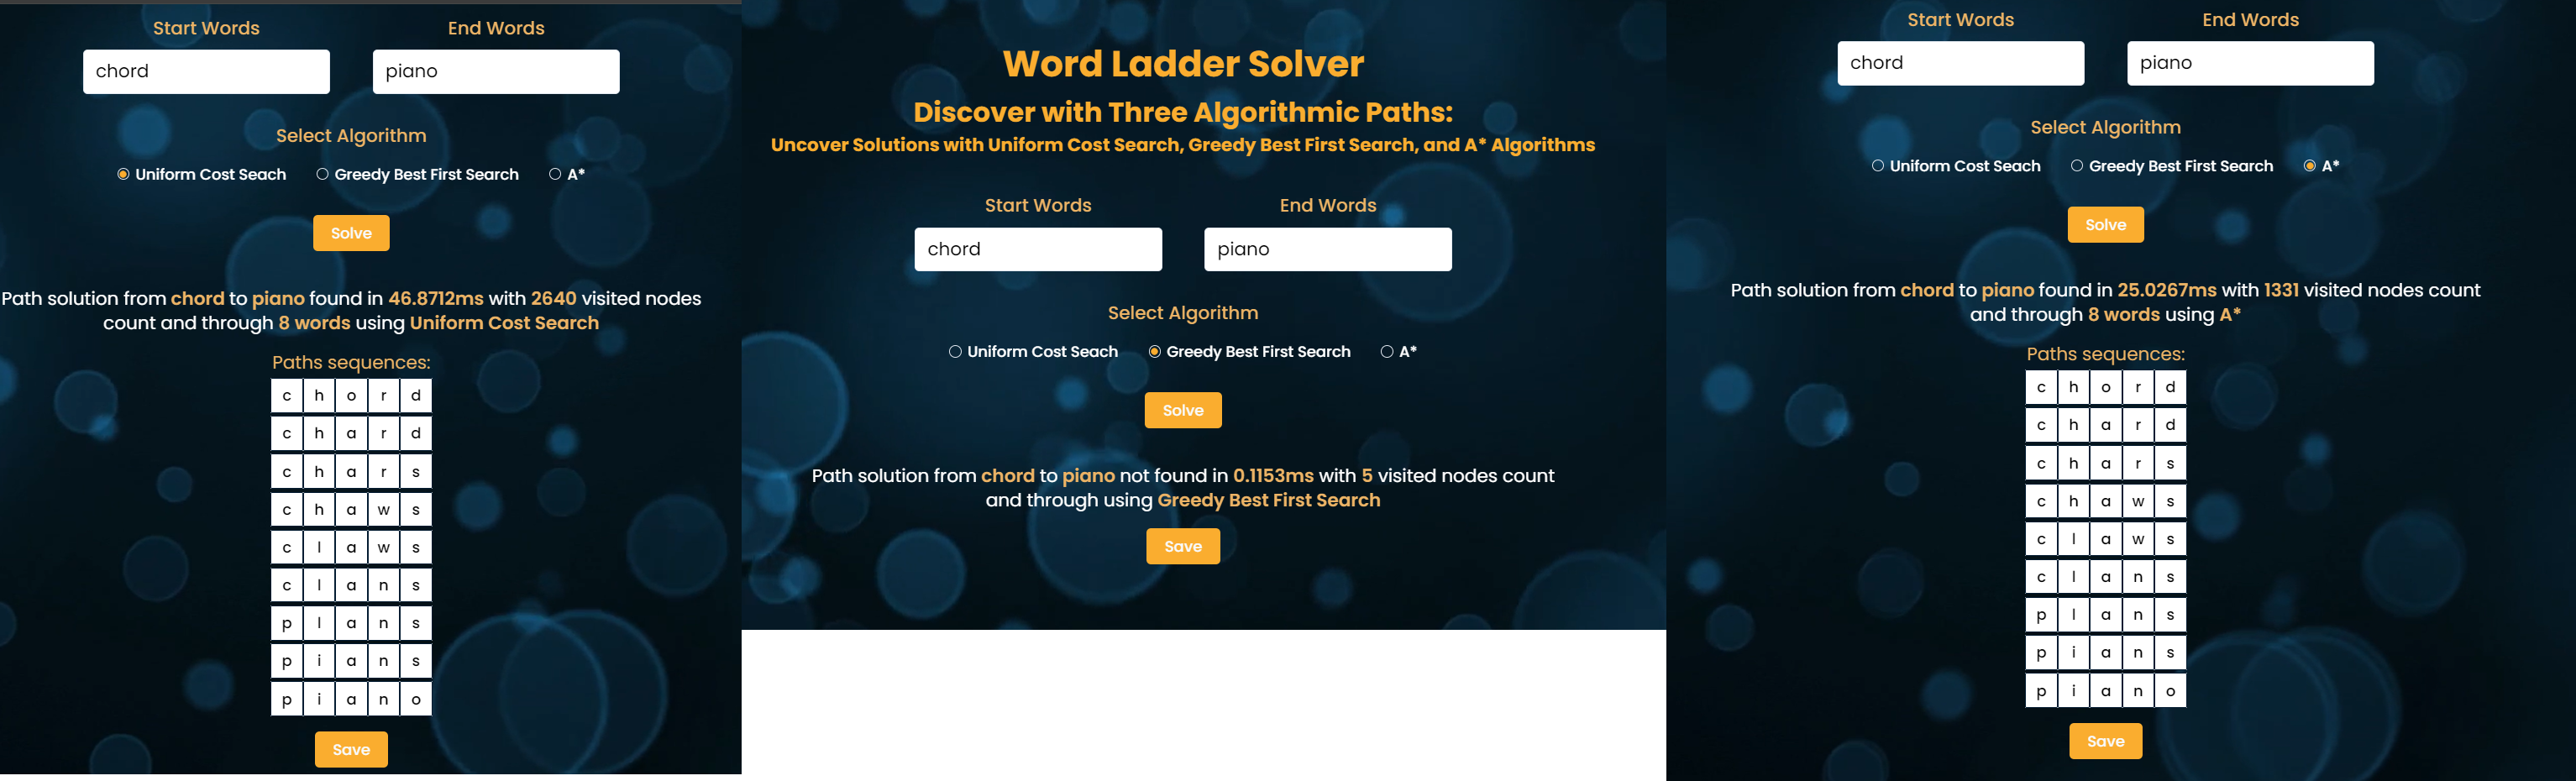 Start Words End Words
chord piano
Select Algorithm
Uniform Cost Seach Greedy Best First Search A*
Solve
Path solution from chord to piano found in 46.8712ms with 2640 visited nodes
count and through 8 words using Uniform Cost Search
Paths sequences:
c h o r d
c h a r d
c h a r s
c h a w s
c l a w s
c l a n s
p l a n s
p i a n s
p i a n o
Save
Word Ladder Solver
Discover with Three Algorithmic Paths:
Uncover Solutions with Uniform Cost Search, Greedy Best First Search, and A* Algorithms
Start Words End Words
chord piano
Select Algorithm
Uniform Cost Seach Greedy Best First Search A*
Solve
Path solution from chord to piano not found in 0.1153ms with 5 visited nodes count
and through using Greedy Best First Search
Save
Start Words End Words
chord piano
Select Algorithm
Uniform Cost Seach Greedy Best First Search A*
Solve
Path solution from chord to piano found in 25.0267ms with 1331 visited nodes count
and through 8 words using A*
Paths sequences:
c h o r d
c h a r d
c h a r s
c h a w s
c l a w s
c l a n s
p l a n s
p i a n s
p i a n o
Save